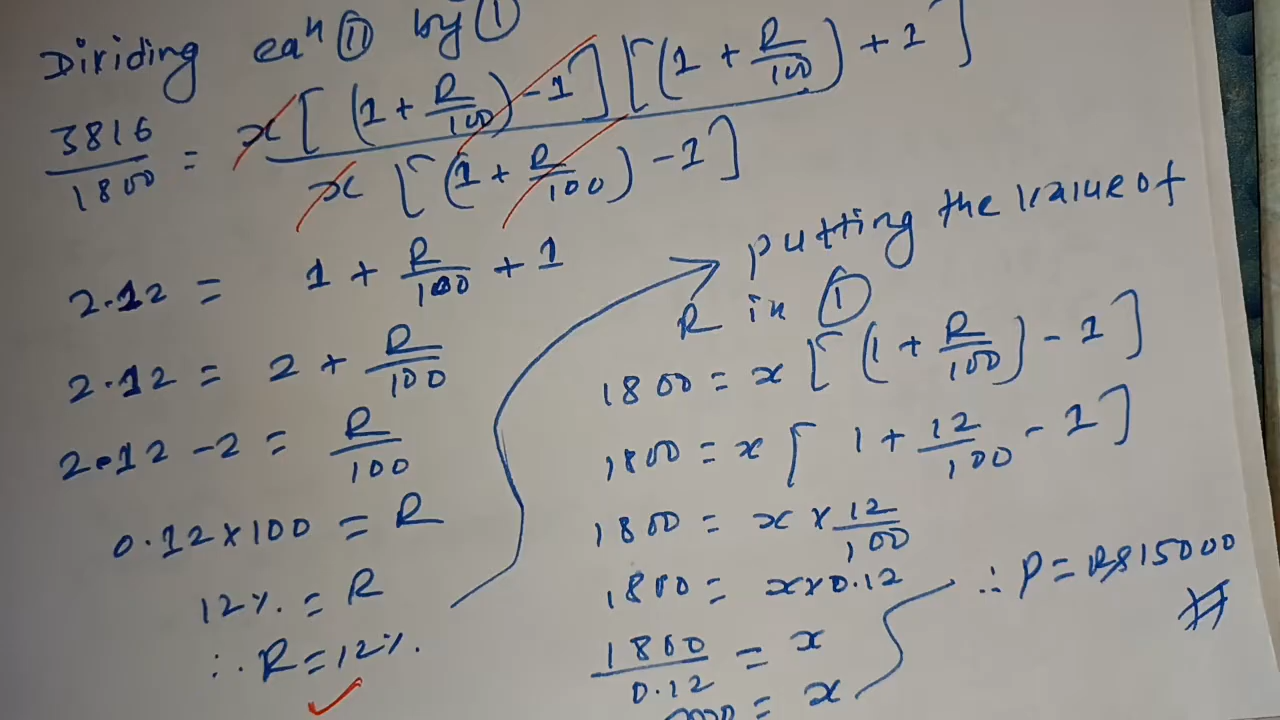 Dividing eqⁿ ⑪ by ①
3816/1800 = x[(1 + R/100) - 1][(1 + R/100) + 1] / x[(1 + R/100) - 1]
2.12 = 1 + R/100 + 1
2.12 = 2 + R/100
2.12 - 2 = R/100
0.12 x 100 = R
12% = R
∴ R = 12%
putting the value of
R in ①
1800 = x[(1 + R/100) - 1]
1800 = x[1 + 12/100 - 1]
1800 = x x 12/100
1800 = x x 0.12
1800/0.12 = x
= x
∴ P = Rs 15000